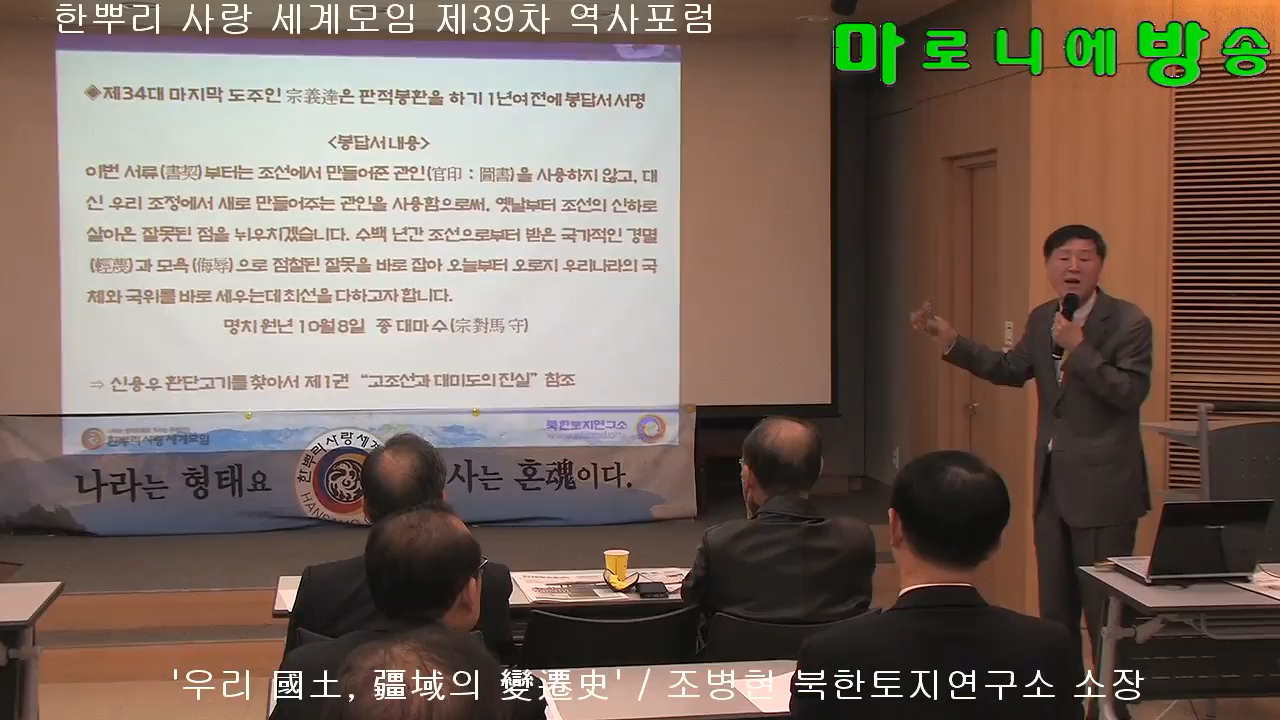 한뿌리 사랑 세계모임 제39차 역사포럼
마로니에방송
◈제34대 마지막 도주인 宗義達은 판적봉환을 하기 1년여 전에 봉답서 서명
<봉답서 내용>
이번 서류(書契)부터는 조선에서 만들어준 관인(官印 : 圖書)을 사용하지 않고, 대
신 우리 조정에서 새로 만들어주는 관인을 사용함으로써, 옛날부터 조선의 신하로
살아온 잘못된 점을 뉘우치겠습니다. 수백 년간 조선으로부터 받은 국가적인 경멸
(輕蔑)과 모욕(侮辱)으로 점철된 잘못을 바로 잡아 오늘부터 오로지 우리나라의 국
체와 국위를 바로 세우는데 최선을 다하고자 합니다.
명치 원년 10월 8일 종 대마수(宗對馬守)
⇒ 신용우 환단고기를 찾아서 제1권 “고조선과 대마도의 진실” 참조
한뿌리사랑세계모임
북한토지연구소
나라는 형태요
한뿌리사랑세계
사는 혼魂이다.
'우리 國土, 疆域의 變遷史' / 조병현 북한토지연구소 소장